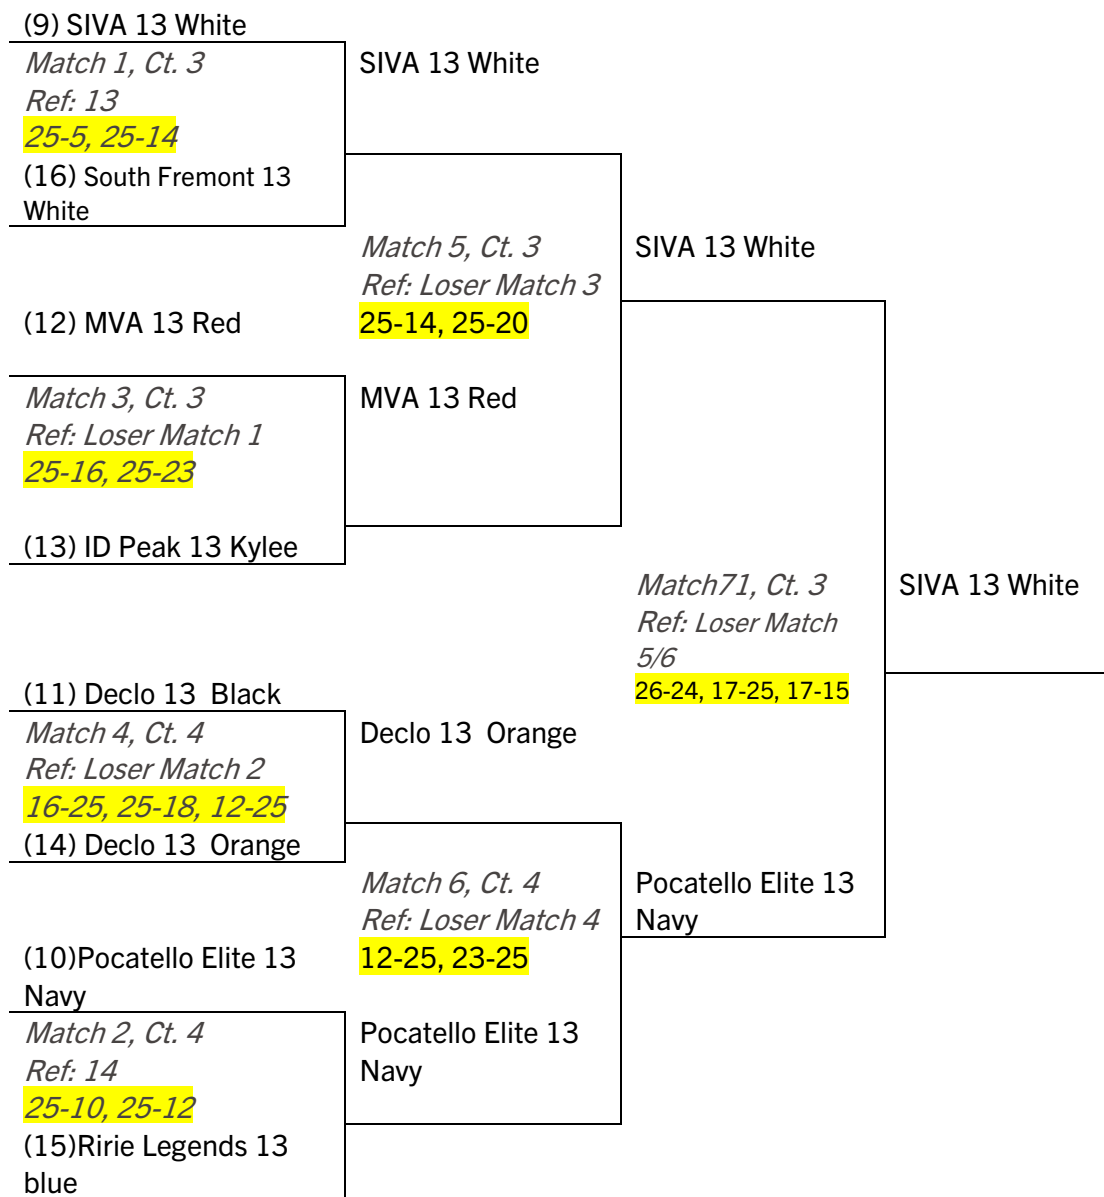 (9) SIVA 13 White
Match 1, Ct. 3
Ref: 13
25-5, 25-14
(16) South Fremont 13
White
SIVA 13 White
(12) MVA 13 Red
Match 3, Ct. 3
Ref: Loser Match 1
25-16, 25-23
(13) ID Peak 13 Kylee
Match 5, Ct. 3
Ref: Loser Match 3
25-14, 25-20
MVA 13 Red
SIVA 13 White
(11) Declo 13  Black
Match 4, Ct. 4
Ref: Loser Match 2
16-25, 25-18, 12-25
(14) Declo 13  Orange
Declo 13  Orange
(10)Pocatello Elite 13
Navy
Match 2, Ct. 4
Ref: 14
25-10, 25-12
(15)Ririe Legends 13
blue
Match 6, Ct. 4
Ref: Loser Match 4
12-25, 23-25
Pocatello Elite 13
Navy
Match71, Ct. 3
Ref: Loser Match
5/6
26-24, 17-25, 17-15
Pocatello Elite 13
Navy
SIVA 13 White